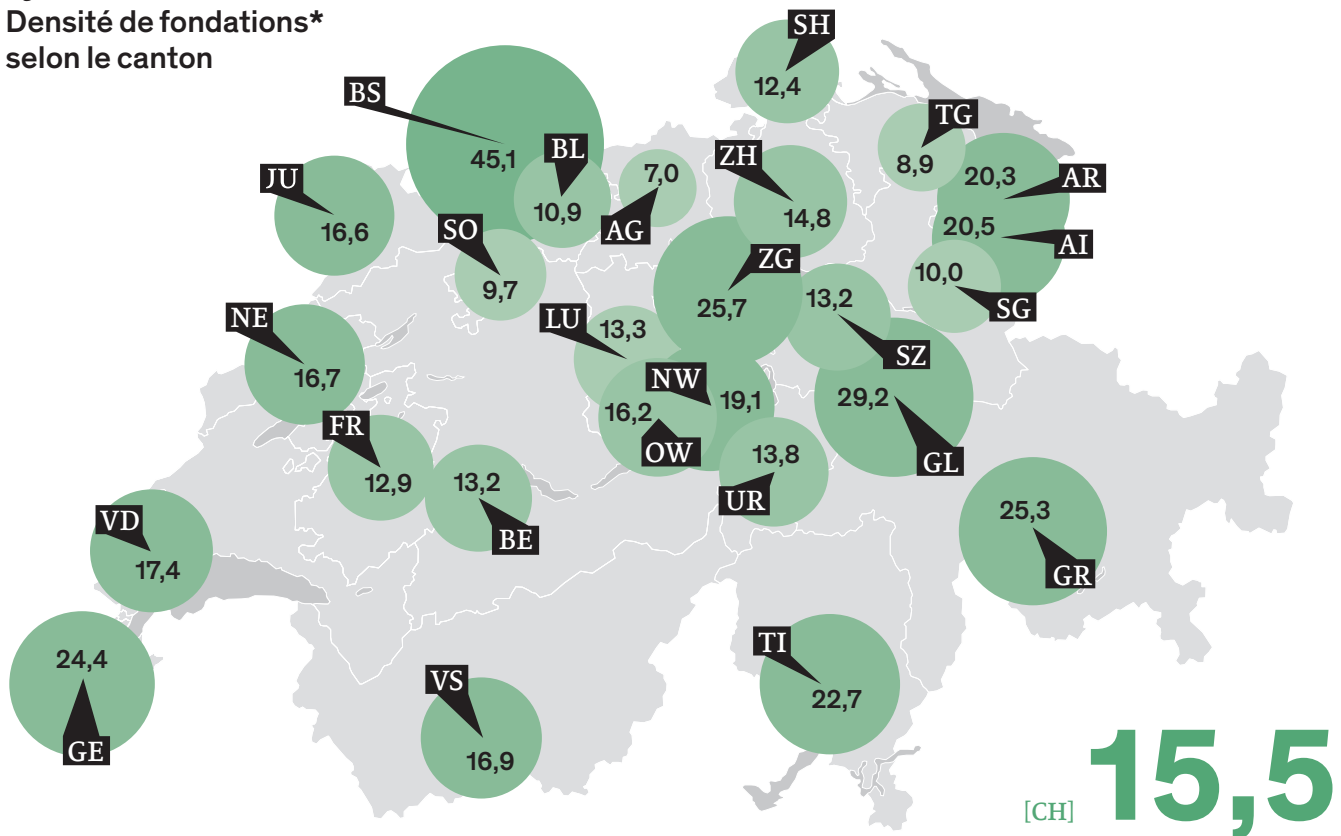 Densité de fondations*
selon le canton
SH
12,4
BS
45,1
TG
8,9
BL
10,9
7,0
AG
ZH
14,8
20,3
AR
JU
16,6
20,5
AI
SO
9,7
ZG
25,7
10,0
SG
13,2
SZ
NE
16,7
LU
13,3
NW
19,1
16,2
OW
29,2
GL
FR
12,9
13,2
BE
13,8
UR
25,3
GR
VD
17,4
24,4
GE
VS
16,9
TI
22,7
[CH] 15,5